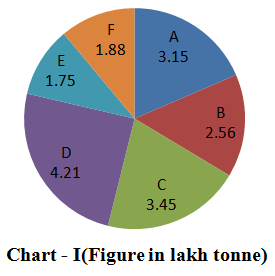 F
1.88
A
3.15
E
1.75
B
2.56
D
4.21
C
3.45
Chart - I(Figure in lakh tonne)